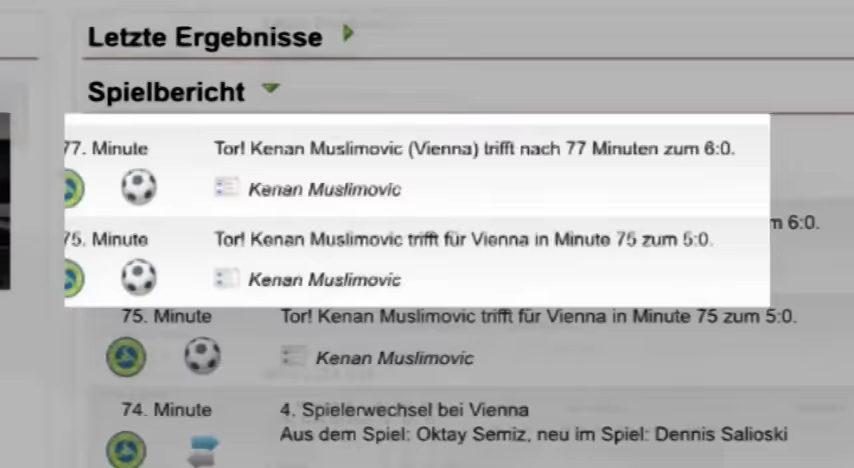 Letzte Ergebnisse
Spielbericht
77. Minute Tor! Kenan Muslimovic (Vienna) trifft nach 77 Minuten zum 6:0.
Kenan Muslimovic
m 6:0.
75. Minute Tor! Kenan Muslimovic trifft für Vienna in Minute 75 zum 5:0.
Kenan Muslimovic
75. Minute Tor! Kenan Muslimovic trifft für Vienna in Minute 75 zum 5:0.
Kenan Muslimovic
74. Minute 4. Spielerwechsel bei Vienna
Aus dem Spiel: Oktay Semiz, neu im Spiel: Dennis Salioski